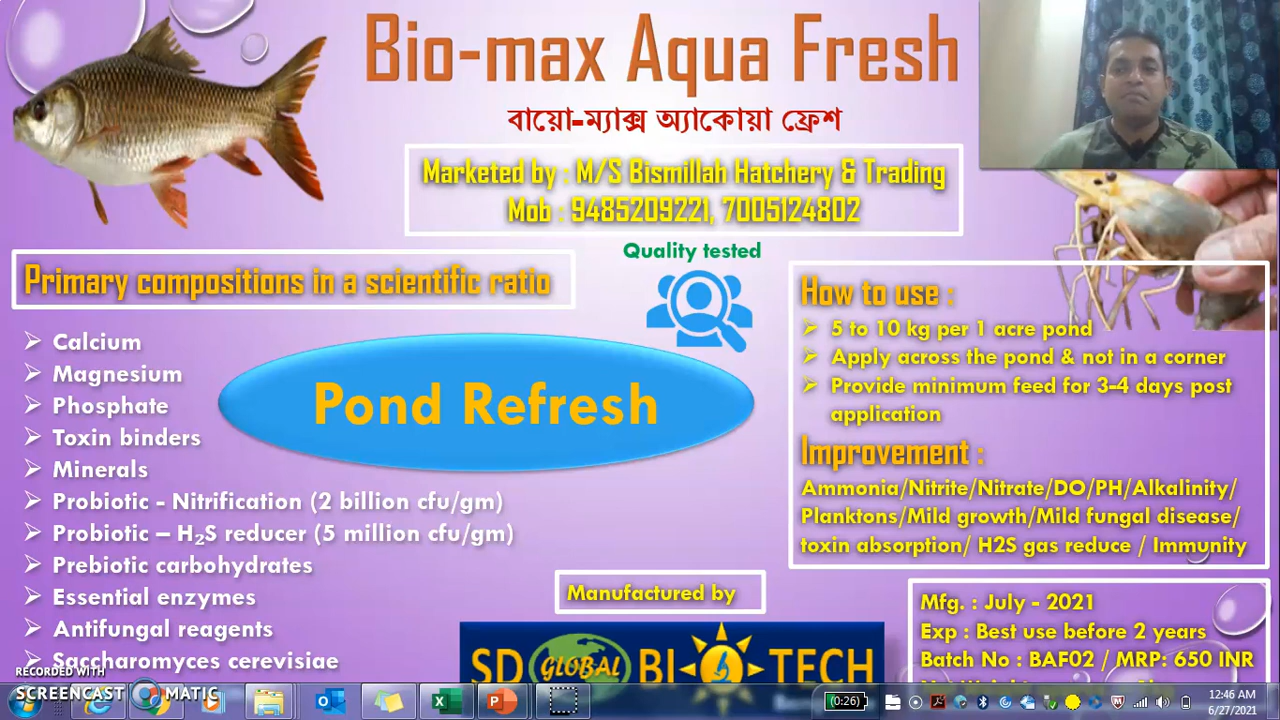 Bio-max Aqua Fresh
বায়ো-ম্যাক্স অ্যাকোয়া ফ্রেশ
Marketed by : M/S Bismillah Hatchery & Trading
Mob : 9485209221, 7005124802
Quality tested
Primary compositions in a scientific ratio
Calcium
Magnesium
Phosphate
Toxin binders
Minerals
Probiotic - Nitrification (2 billion cfu/gm)
Probiotic – H₂S reducer (5 million cfu/gm)
Prebiotic carbohydrates
Essential enzymes
Antifungal reagents
Saccharomyces cerevisiae
Pond Refresh
How to use :
5 to 10 kg per 1 acre pond
Apply across the pond & not in a corner
Provide minimum feed for 3-4 days post
application
Improvement :
Ammonia/Nitrite/Nitrate/DO/PH/Alkalinity/
Planktons/Mild growth/Mild fungal disease/
toxin absorption/ H2S gas reduce / Immunity
Manufactured by
SD GLOBAL BIOTECH
Mfg. : July - 2021
Exp : Best use before 2 years
Batch No : BAF02 / MRP: 650 INR
RECORDED WITH
SCREENCAST MATIC
(0:26)
12:46 AM
6/27/2021